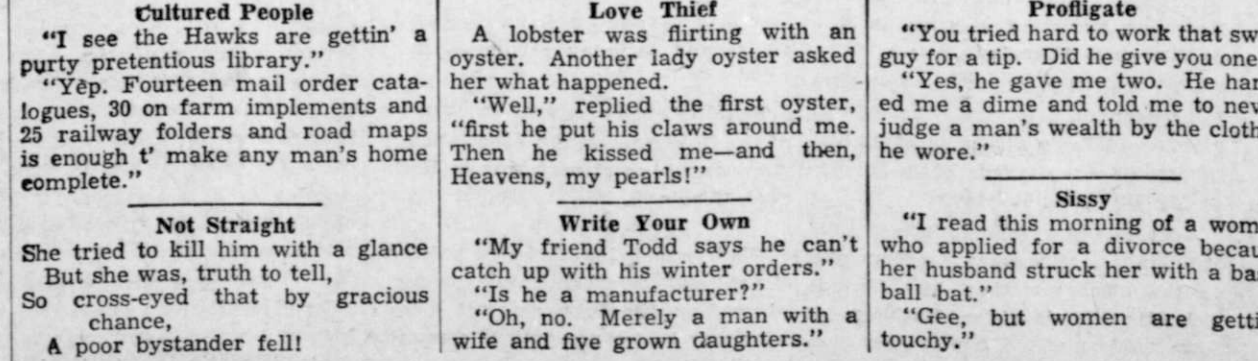 Cultured People
"I see the Hawks are gettin' a
purty pretentious library."
"Yep. Fourteen mail order cata-
logues, 30 on farm implements and
25 railway folders and road maps
is enough t' make any man's home
complete."
Not Straight
She tried to kill him with a glance
But she was, truth to tell,
So cross-eyed that by gracious
chance,
A poor bystander fell!
Love Thief
A lobster was flirting with an
oyster. Another lady oyster asked
her what happened.
"Well," replied the first oyster,
"first he put his claws around me.
Then he kissed me—and then,
Heavens, my pearls!"
Write Your Own
"My friend Todd says he can't
catch up with his winter orders."
"Is he a manufacturer?"
"Oh, no. Merely a man with a
wife and five grown daughters."
Profligate
"You tried hard to work that sw
guy for a tip. Did he give you one
"Yes, he gave me two. He han
ed me a dime and told me to nev
judge a man's wealth by the cloth
he wore."
Sissy
"I read this morning of a wom
who applied for a divorce becau
her husband struck her with a ba
ball bat."
"Gee, but women are getti
touchy."